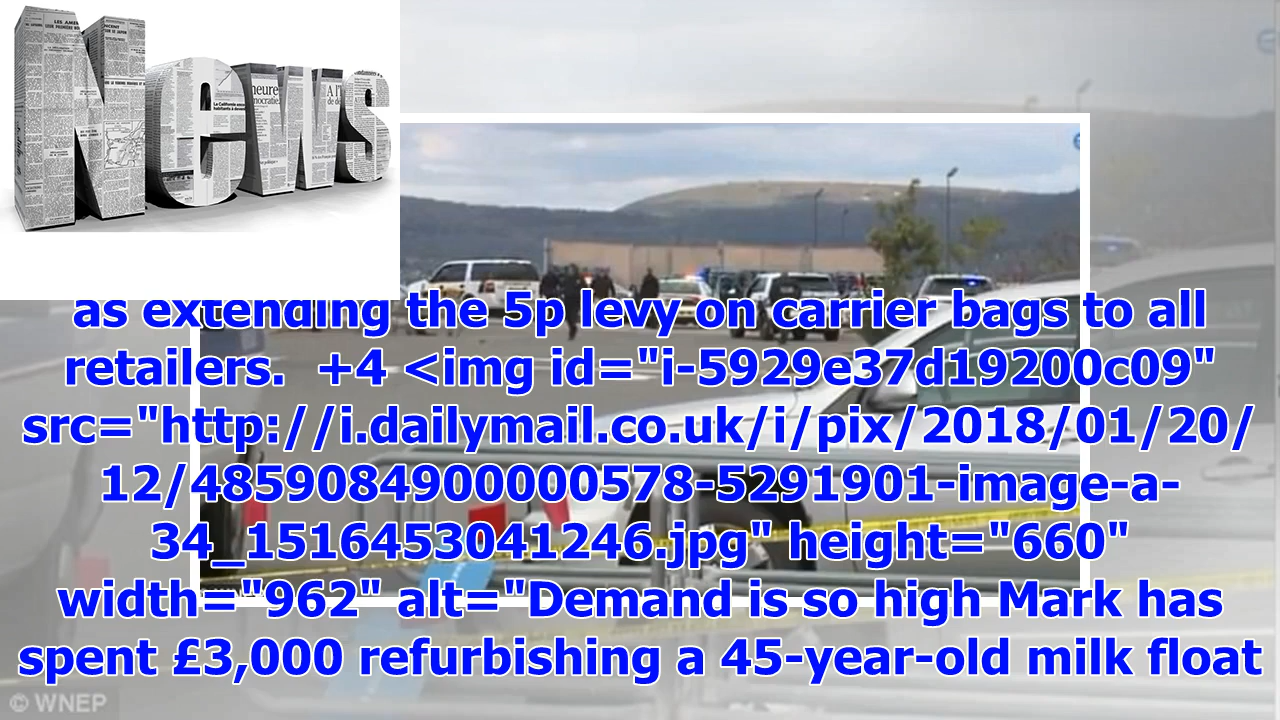 News
as extending the 5p levy on carrier bags to all
retailers.  +4 <img id="i-5929e37d19200c09"
src="http://i.dailymail.co.uk/i/pix/2018/01/20/
12/4859084900000578-5291901-image-a-
34_1516453041246.jpg" height="660"
width="962" alt="Demand is so high Mark has
spent £3,000 refurbishing a 45-year-old milk float
© WNEP